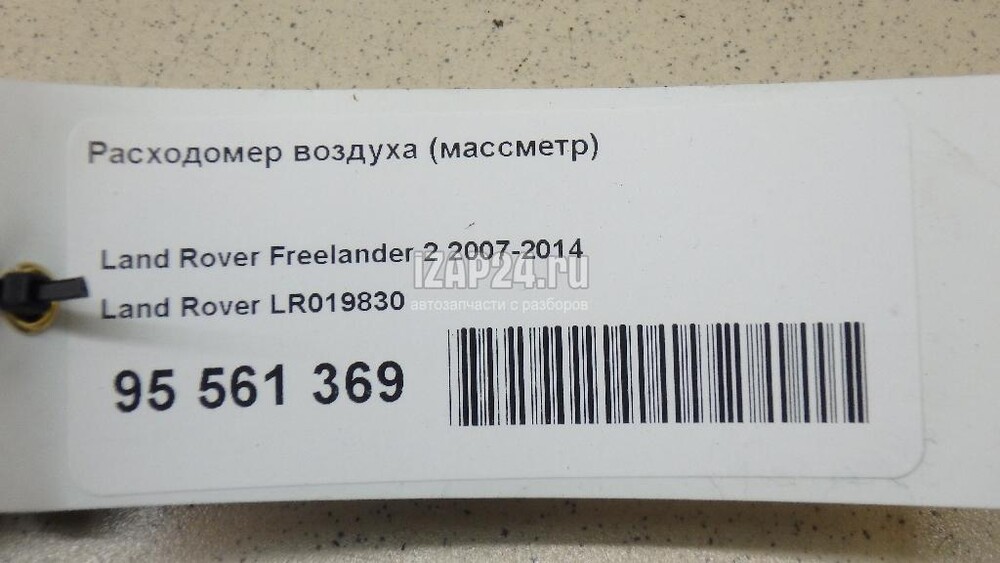 Расходомер воздуха (массметр)
Land Rover Freelander 2 2007-2014
iZAP24.ru
автозапчасти с разборов
Land Rover LR019830
95 561 369